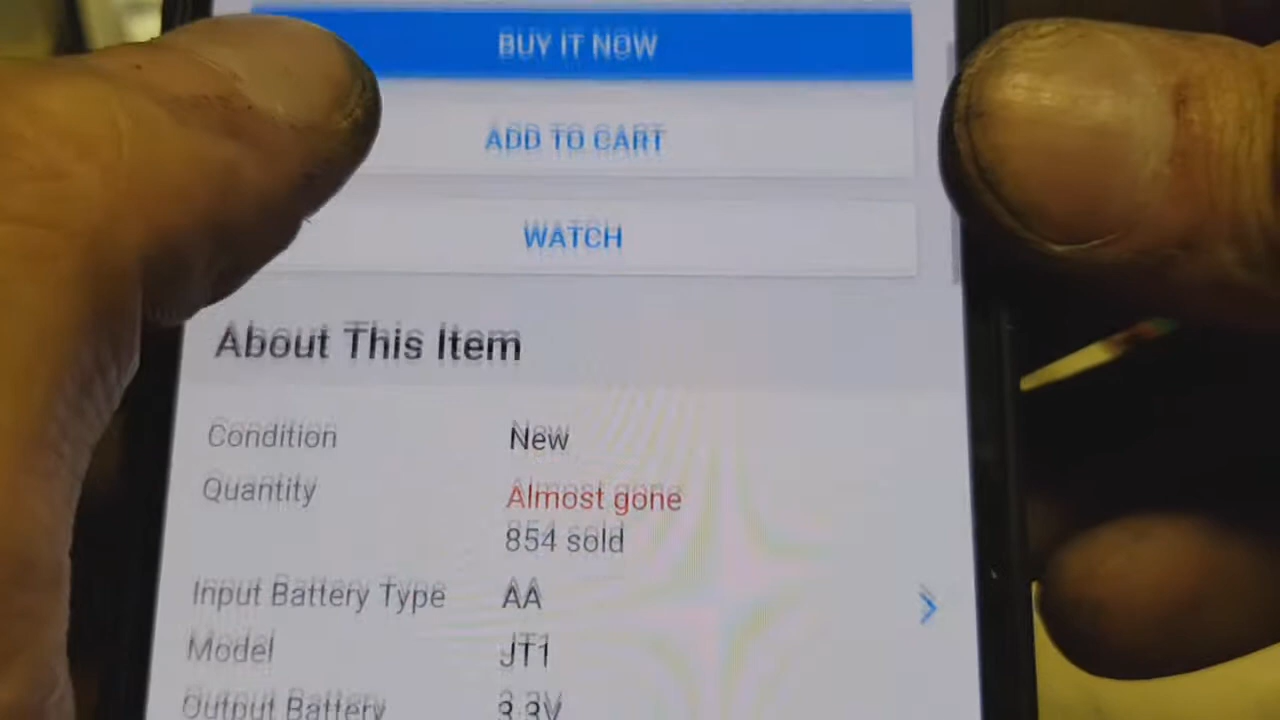 BUY IT NOW
ADD TO CART
WATCH
About This Item
Condition New
Quantity Almost gone
854 sold
Input Battery Type AA
Model JT1
Output Battery 3.3V